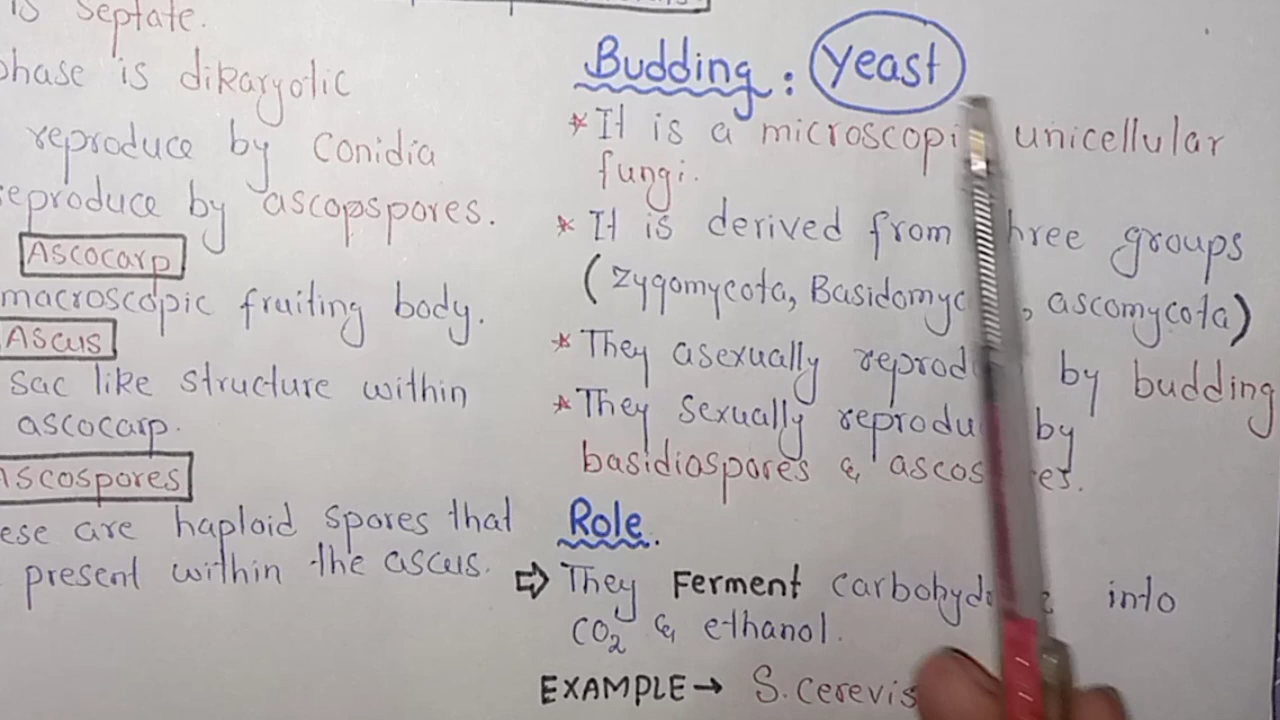 is septate.
phase is dikaryotic
reproduce by conidia
reproduce by ascopspores.
Ascocarp
macroscopic fruiting body.
Ascus
sac like structure within
ascocarp.
Ascospores
ese are haploid spores that
present within the ascus.
Budding : Yeast
* It is a microscopi unicellular
fungi.
* It is derived from hree groups
(Zygomycota, Basidomyc , ascomycota)
* They asexually reprod by budding
* They sexually reprodu by
basidiospores & ascos es.
Role.
⇨ They Ferment carbohyd into
CO2 & ethanol.
EXAMPLE → S. cerevis